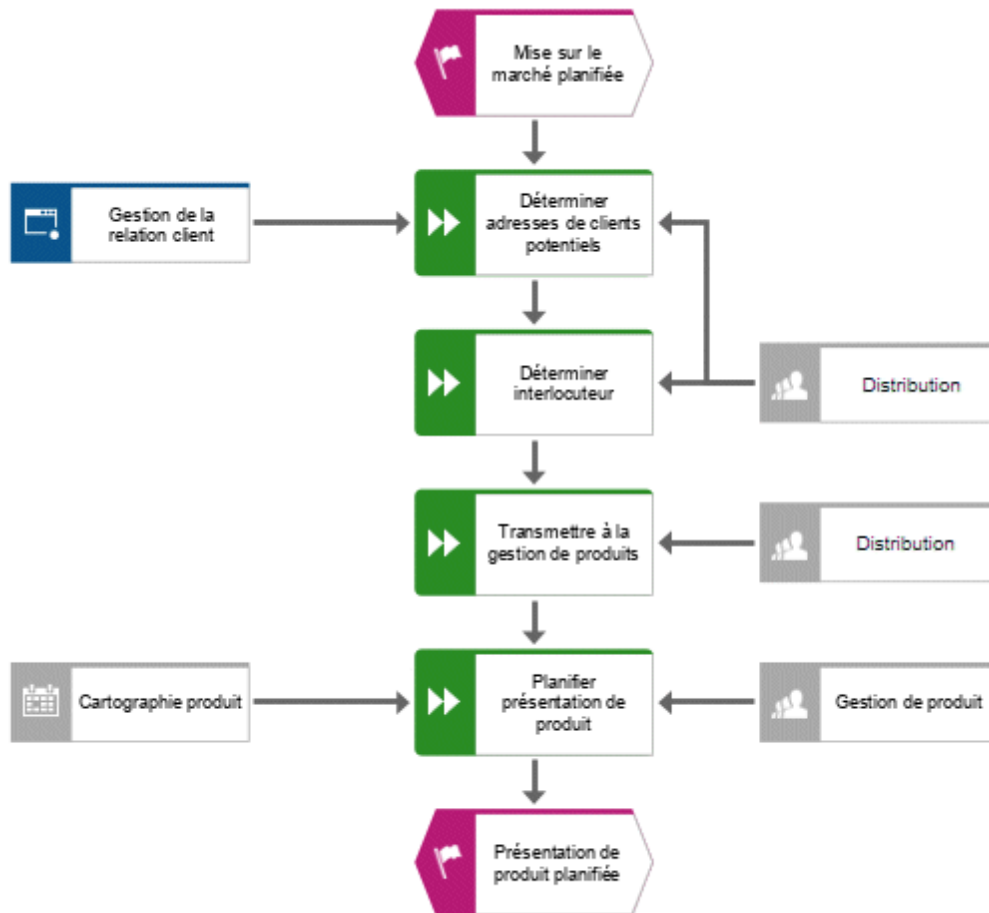 Mise sur le
marché planifiée
Gestion de la
relation client
Déterminer
adresses de clients
potentiels
Déterminer
interlocuteur
Distribution
Transmettre à la
gestion de produits
Distribution
Cartographie produit
Planifier
présentation de
produit
Gestion de produit
Présentation de
produit planifiée